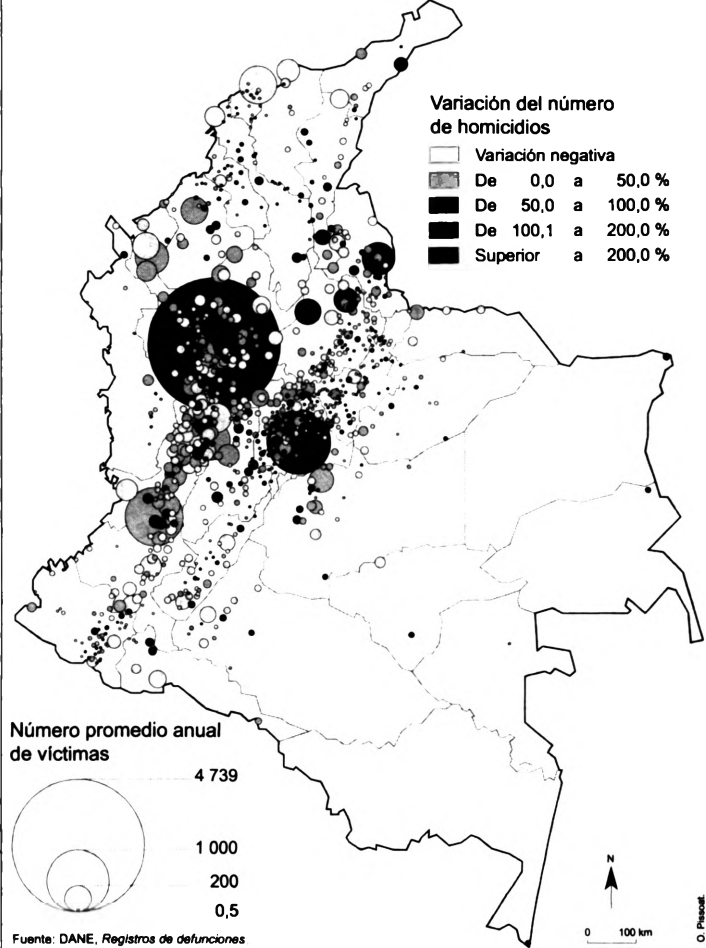 Variación del número
de homicidios
Variación negativa
De 0,0 a 50,0 %
De 50,0 a 100,0 %
De 100,1 a 200,0 %
Superior a 200,0 %
Número promedio anual
de víctimas
4 739
1 000
200
0,5
Fuente: DANE, Registros de defunciones
N
0 100 km
O. Pissoat.